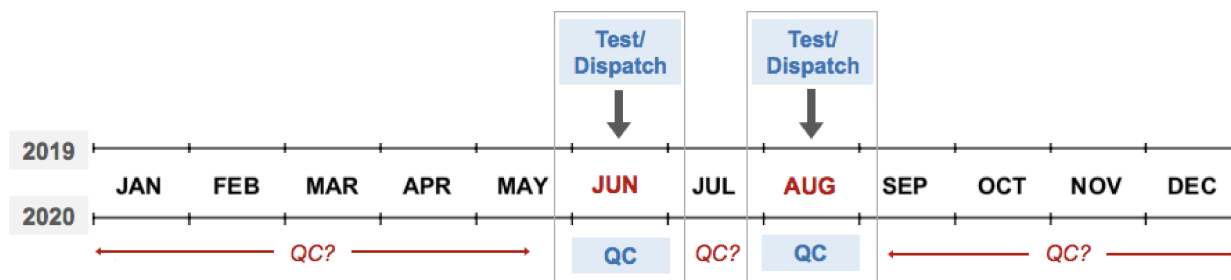 Test/
Dispatch
Test/
Dispatch
2019
JAN FEB MAR APR MAY JUN JUL AUG SEP OCT NOV DEC
2020
QC? QC QC? QC QC?